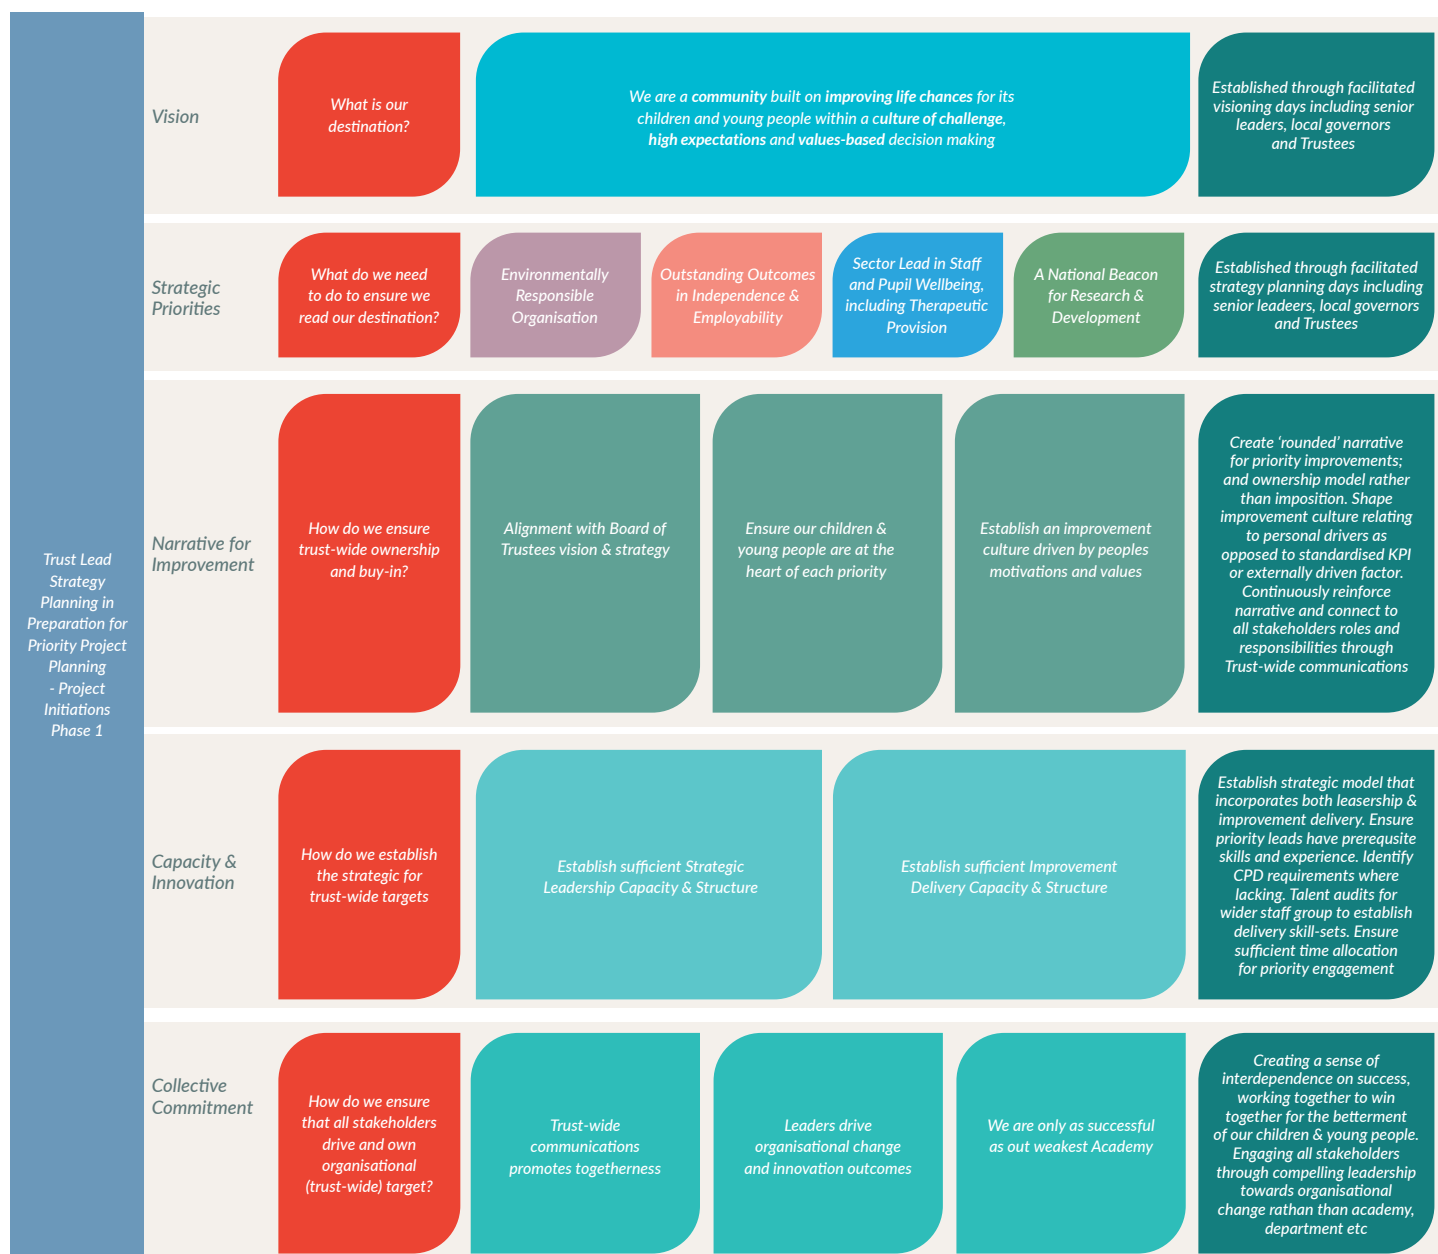 Trust Lead
Strategy
Planning in
Preparation for
Priority Project
Planning
- Project
Initiations
Phase 1
Vision
What is our
destination?
We are a community built on improving life chances for its
children and young people within a culture of challenge,
high expectations and values-based decision making
Established through facilitated
visioning days including senior
leaders, local governors
and Trustees
Strategic
Priorities
What do we need
to do to ensure we
read our destination?
Environmentally
Responsible
Organisation
Outstanding Outcomes
in Independence &
Employability
Sector Lead in Staff
and Pupil Wellbeing,
including Therapeutic
Provision
A National Beacon
for Research &
Development
Established through facilitated
strategy planning days including
senior leadeers, local governors
and Trustees
Narrative for
Improvement
How do we ensure
trust-wide ownership
and buy-in?
Alignment with Board of
Trustees vision & strategy
Ensure our children &
young people are at the
heart of each priority
Establish an improvement
culture driven by peoples
motivations and values
Create ‘rounded’ narrative
for priority improvements;
and ownership model rather
than imposition. Shape
improvement culture relating
to personal drivers as
opposed to standardised KPI
or externally driven factor.
Continuously reinforce
narrative and connect to
all stakeholders roles and
responsibilities through
Trust-wide communications
Capacity &
Innovation
How do we establish
the strategic for
trust-wide targets
Establish sufficient Strategic
Leadership Capacity & Structure
Establish sufficient Improvement
Delivery Capacity & Structure
Establish strategic model that
incorporates both leasership &
improvement delivery. Ensure
priority leads have prerequsite
skills and experience. Identify
CPD requirements where
lacking. Talent audits for
wider staff group to establish
delivery skill-sets. Ensure
sufficient time allocation
for priority engagement
Collective
Commitment
How do we ensure
that all stakeholders
drive and own
organisational
(trust-wide) target?
Trust-wide
communications
promotes togetherness
Leaders drive
organisational change
and innovation outcomes
We are only as successful
as out weakest Academy
Creating a sense of
interdependence on success,
working together to win
together for the betterment
of our children & young people.
Engaging all stakeholders
through compelling leadership
towards organisational
change rathan than academy,
department etc